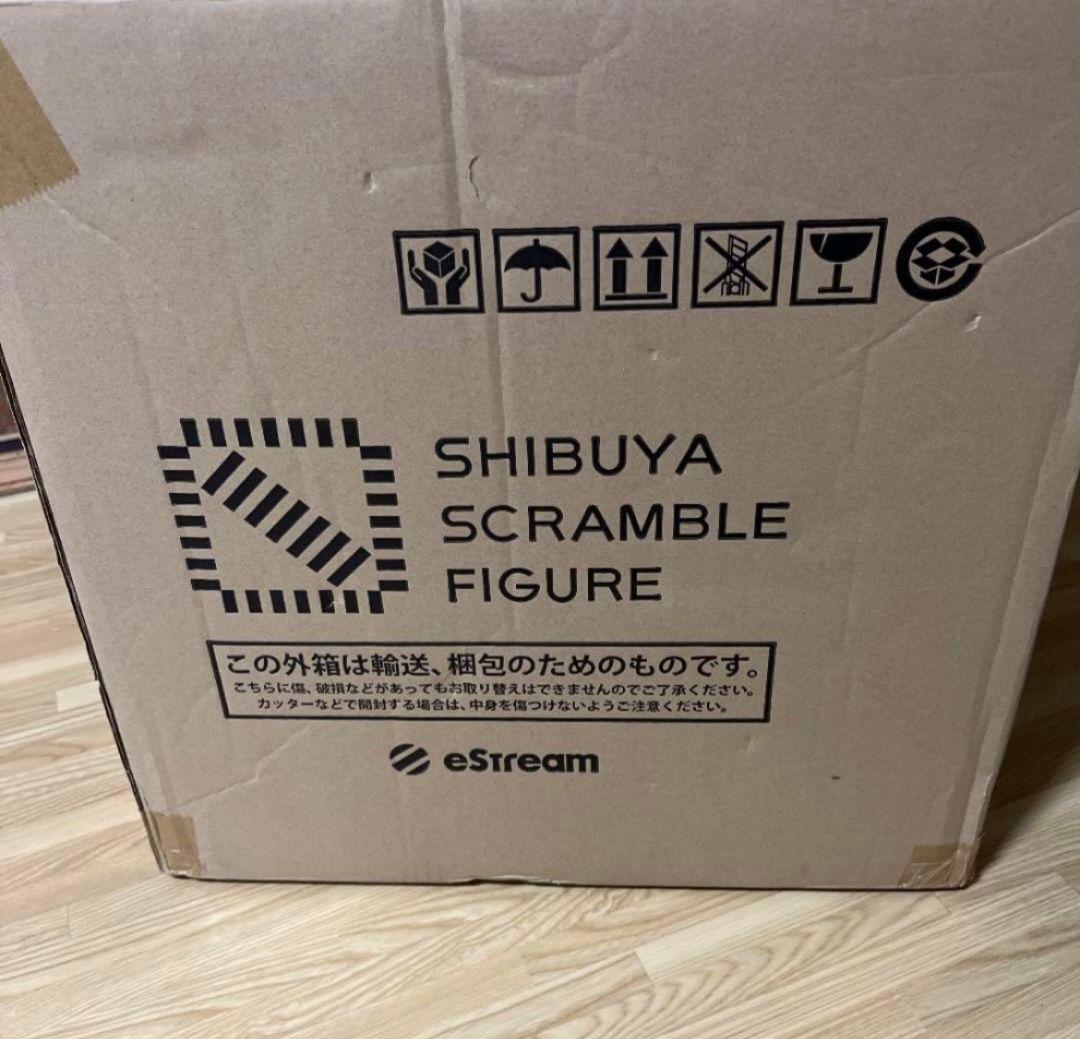 SHIBUYA
SCRAMBLE
FIGURE
この外箱は輸送、梱包のためのものです。
こちらに傷、破損などがあってもお取り替えはできませんのでご了承ください。
カッターなどで開封する場合は、中身を傷つけないようご注意ください。
eStream